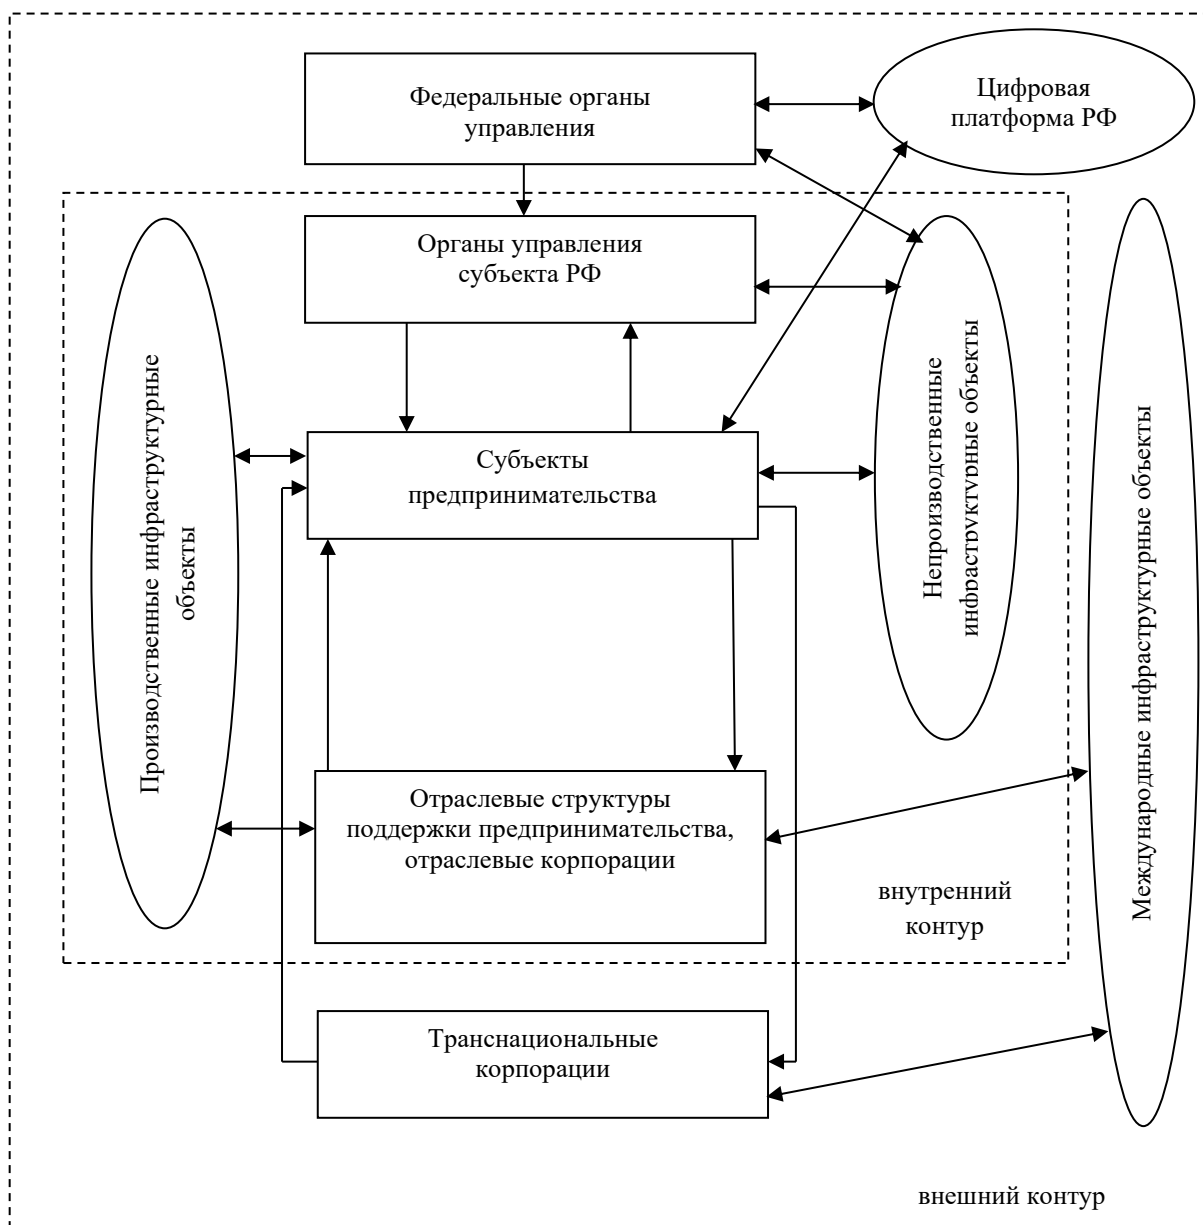 Федеральные органы
управления
Цифровая
платформа РФ
Органы управления
субъекта РФ
Производственные инфраструктурные
объекты
Субъекты
предпринимательства
Непроизводственные
инфраструктурные объекты
Международные инфраструктурные объекты
Отраслевые структуры
поддержки предпринимательства,
отраслевые корпорации
внутренний
контур
Транснациональные
корпорации
внешний контур